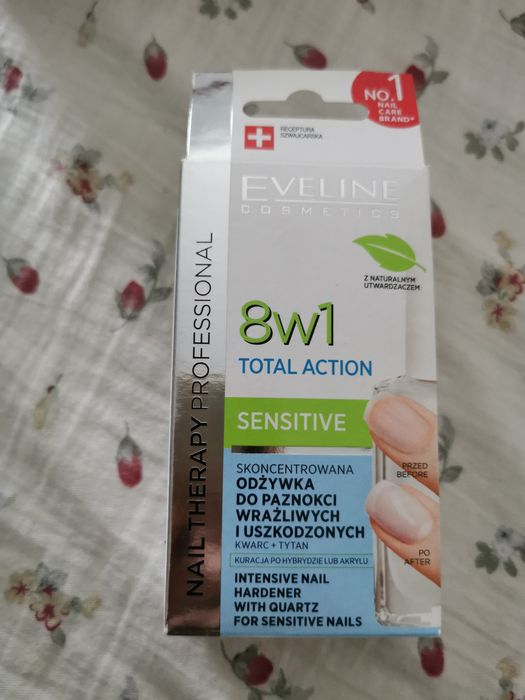 NO.1
NAIL
CARE
BRAND*
RECEPTURA
SZWAJCARSKA
EVELINE
COSMETICS
Z NATURALNYM
UTWARDZACZEM
8w1
TOTAL ACTION
SENSITIVE
SKONCENTROWANA
ODŻYWKA
DO PAZNOKCI
WRAŻLIWYCH
I USZKODZONYCH
KWARC + TYTAN
KURACJA PO HYBRYDZIE LUB AKRYLU
INTENSIVE NAIL
HARDENER
WITH QUARTZ
FOR SENSITIVE NAILS
PRZED
BEFORE
PO
AFTER
NAIL THERAPY PROFESSIONAL